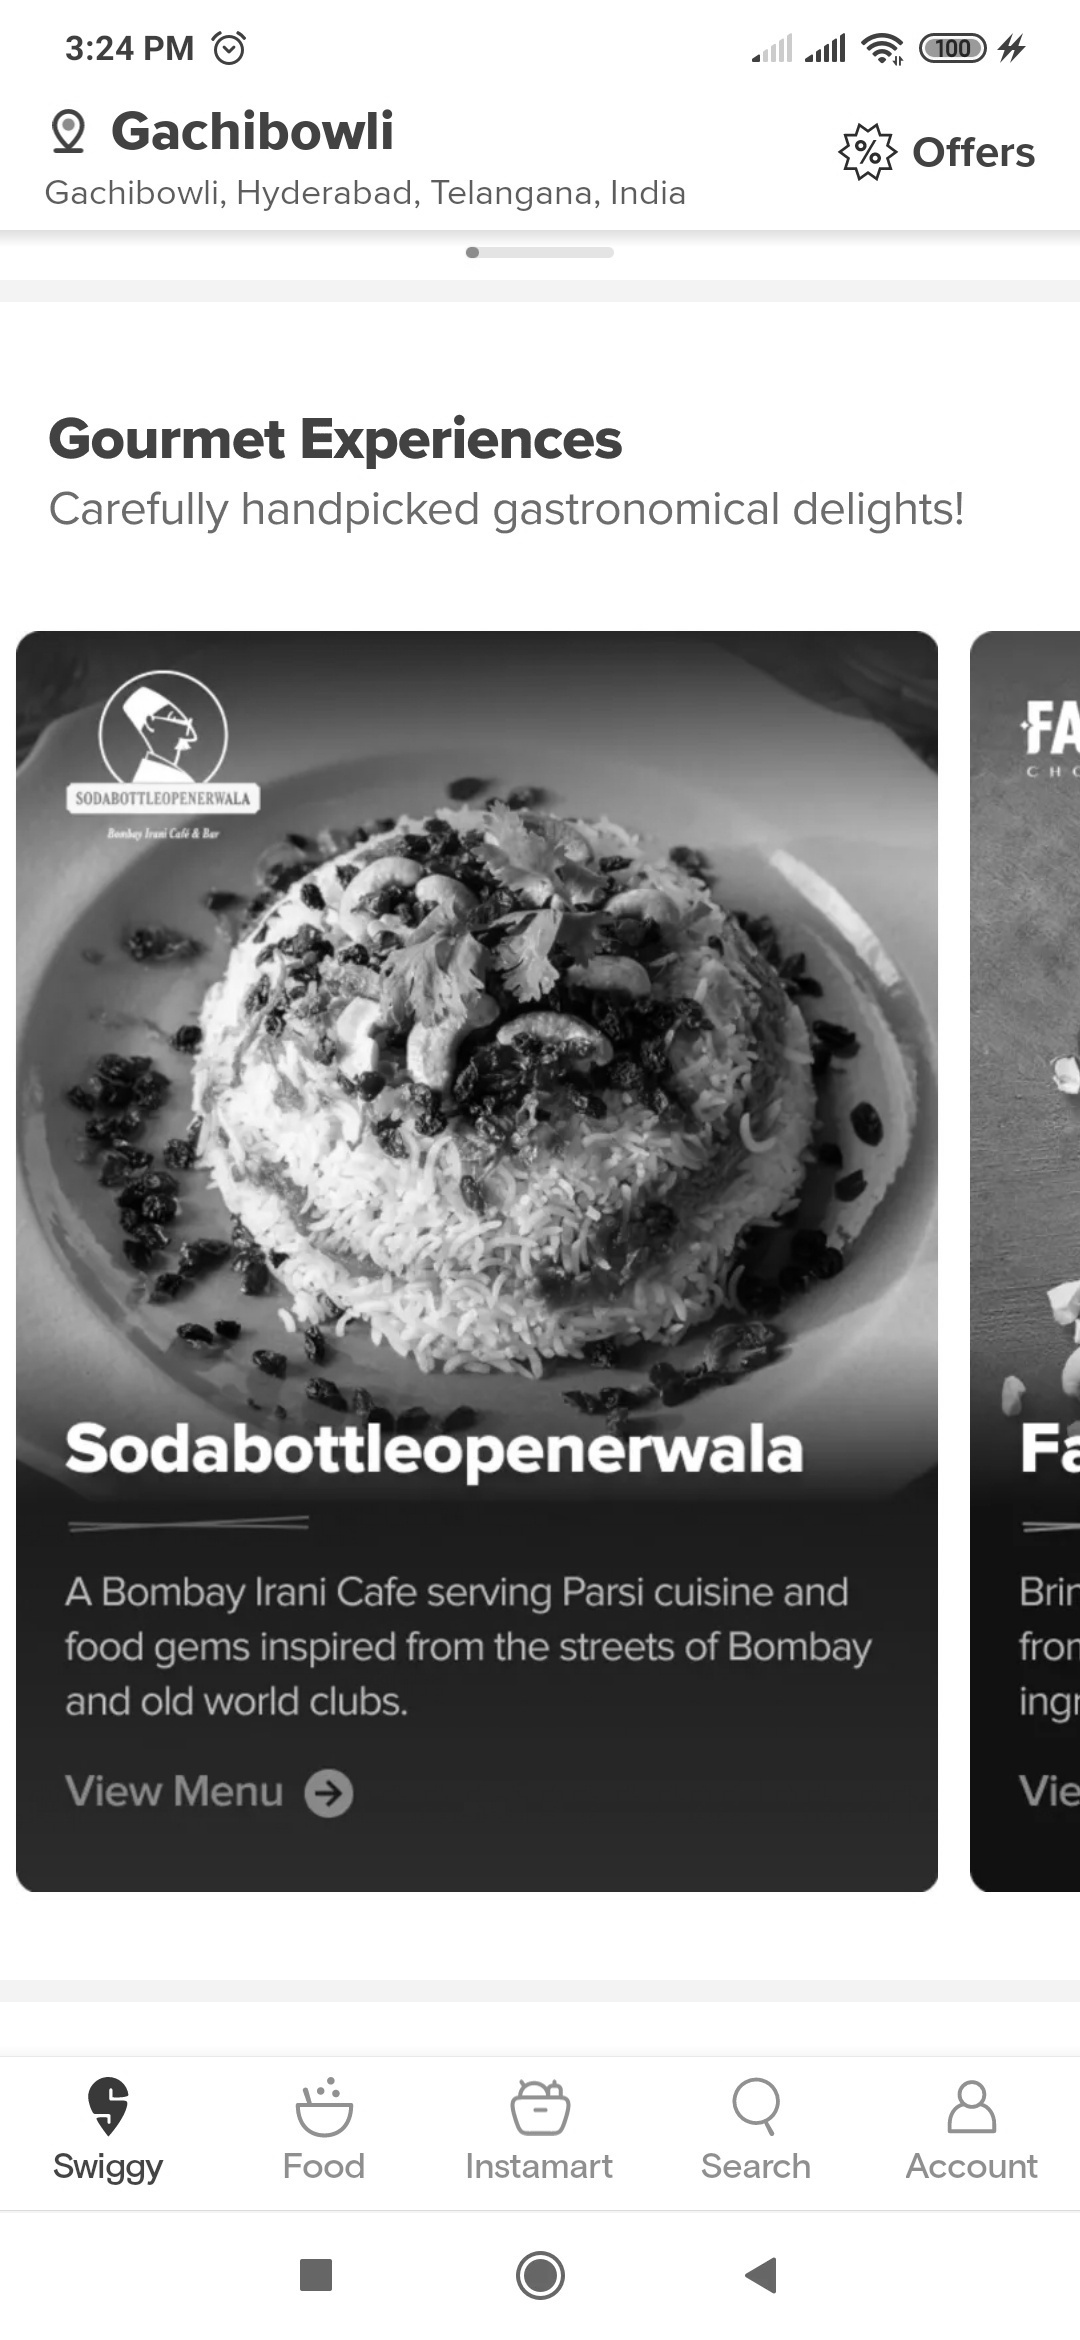 3:24 PM
100
Gachibowli
Offers
Gachibowli, Hyderabad, Telangana, India
Gourmet Experiences
Carefully handpicked gastronomical delights!
SODABOTTLEOPENERWALA
Bombay Irani Café & Bar
Sodabottleopenerwala
A Bombay Irani Cafe serving Parsi cuisine and
food gems inspired from the streets of Bombay
and old world clubs.
View Menu
FA
CHO
Fa
Brin
from
ingr
Vie
Swiggy
Food
Instamart
Search
Account